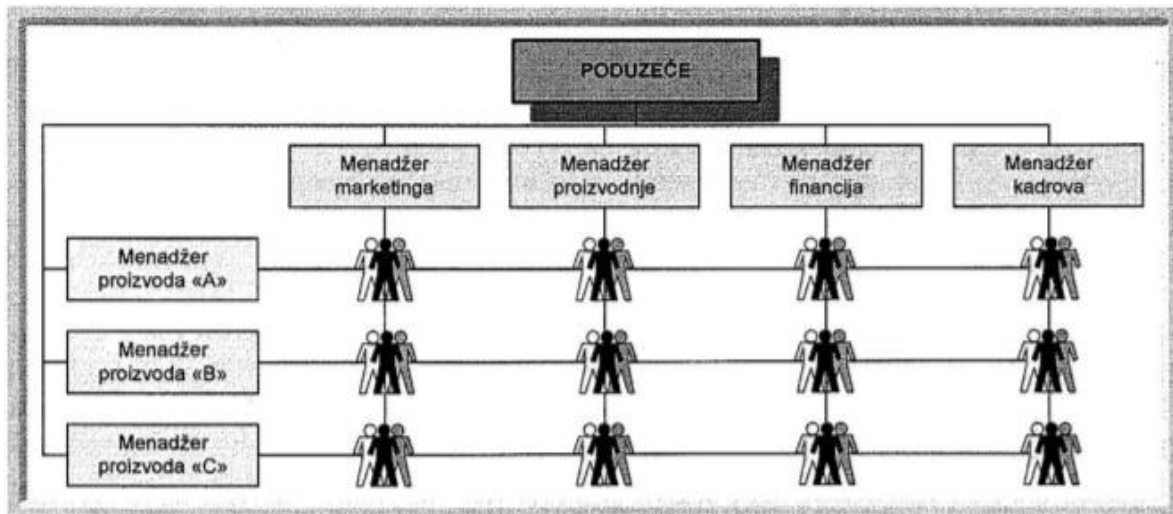 PODUZEĆE
Menadžer
marketinga
Menadžer
proizvodnje
Menadžer
financija
Menadžer
kadrova
Menadžer
proizvoda «A»
Menadžer
proizvoda «B»
Menadžer
proizvoda «C»